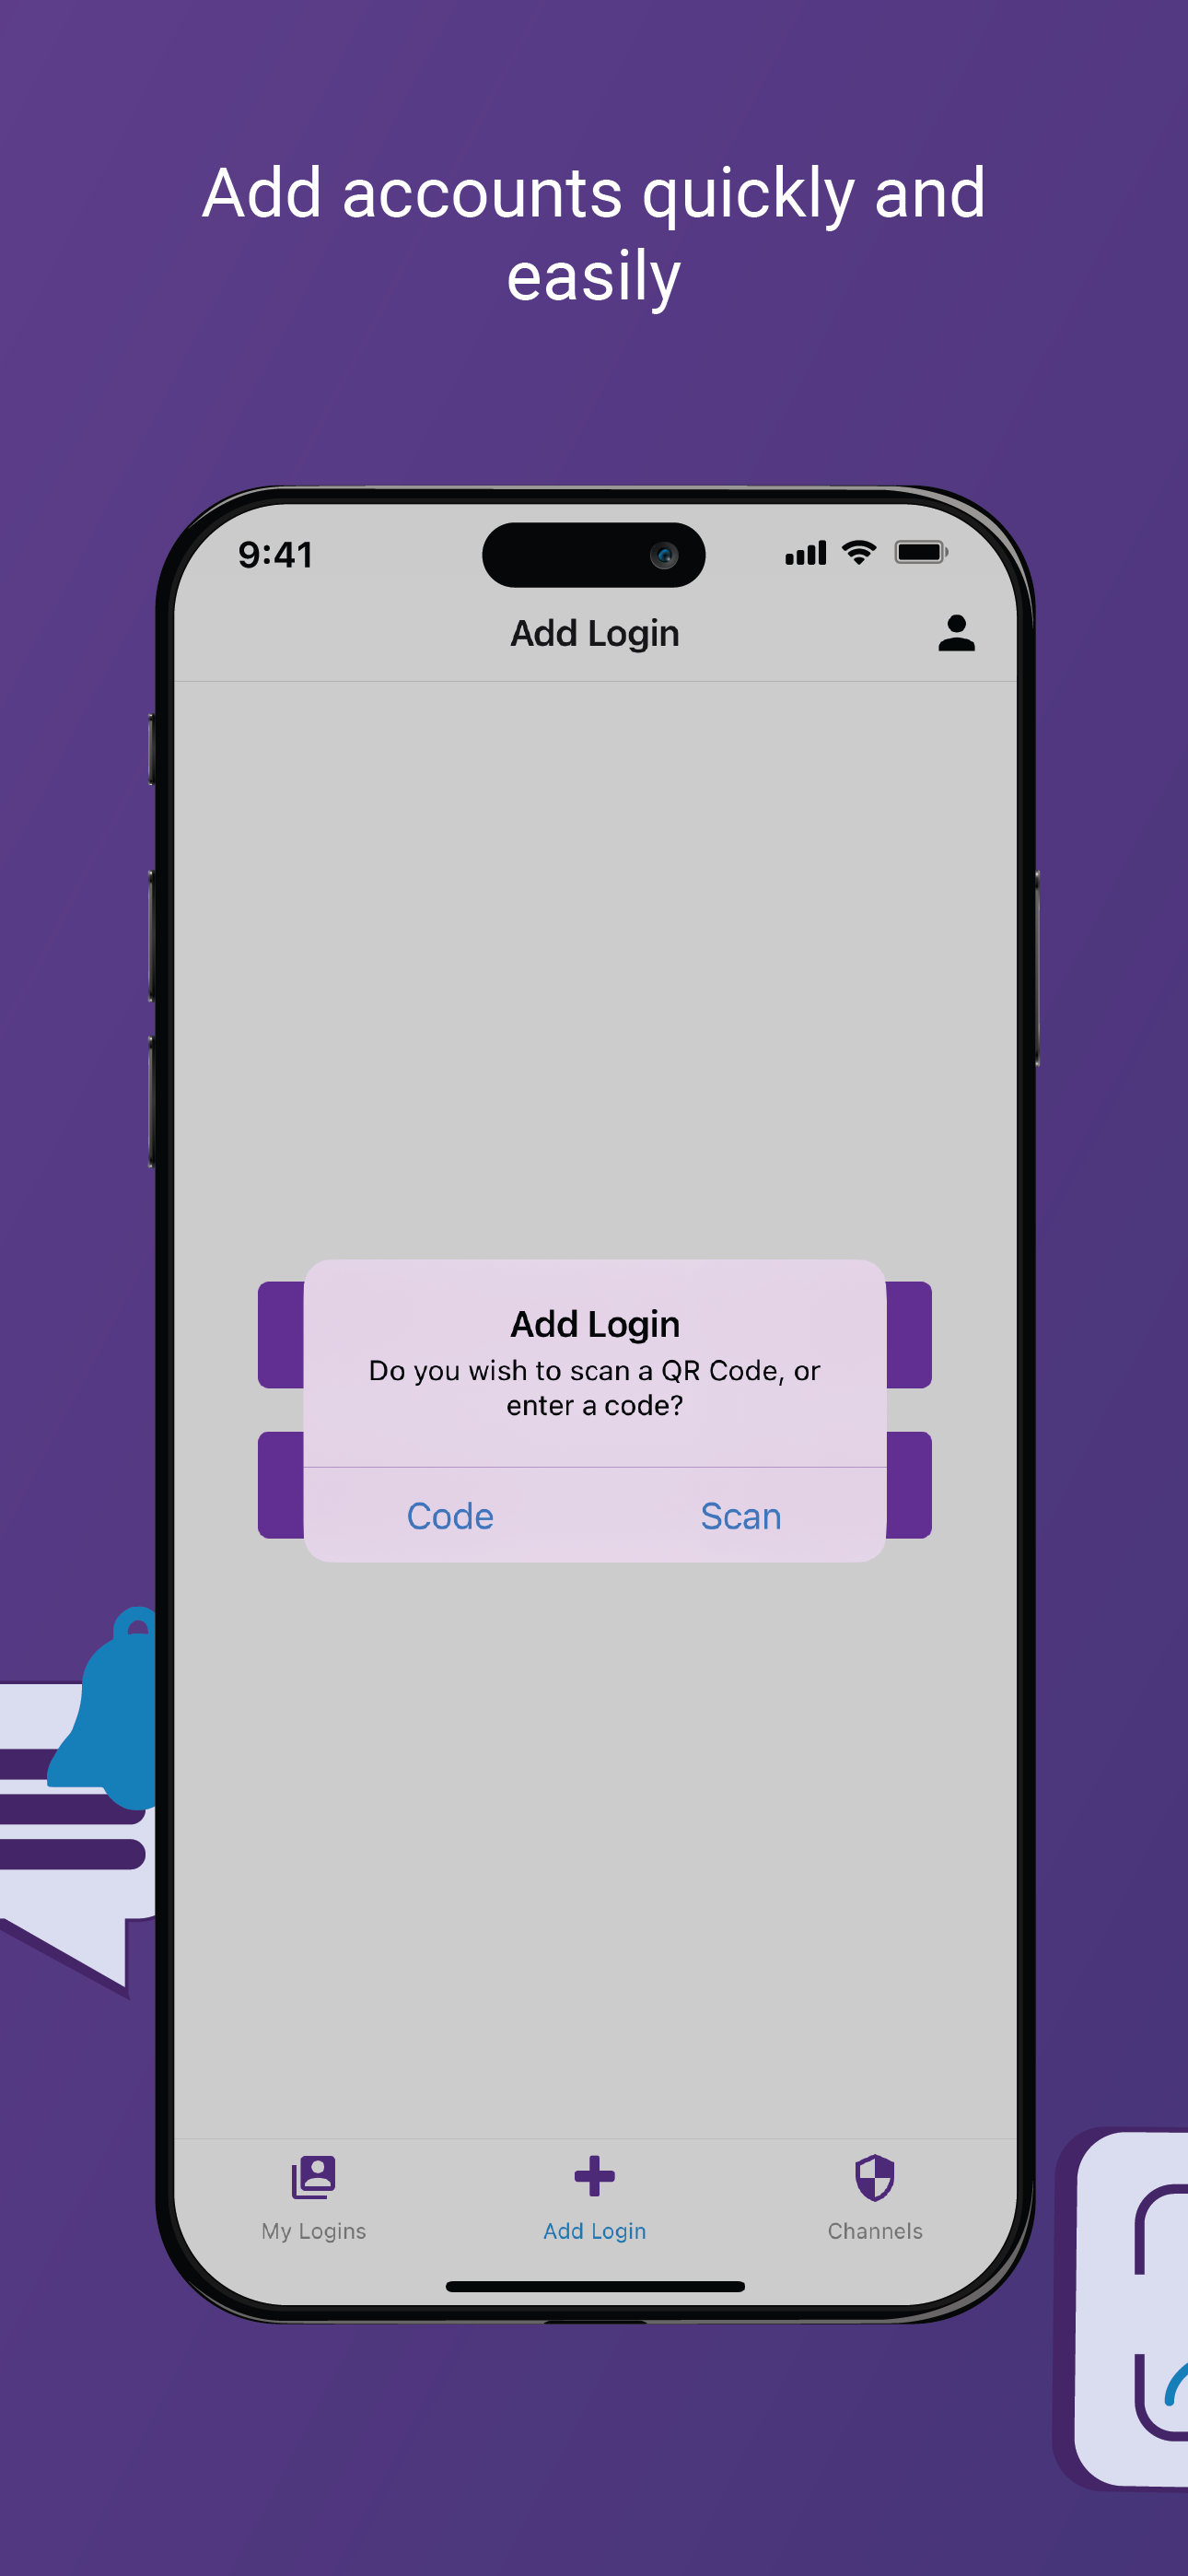 Add accounts quickly and
easily
9:41
Add Login
Add Login
Do you wish to scan a QR Code, or
enter a code?
Code Scan
My Logins Add Login Channels